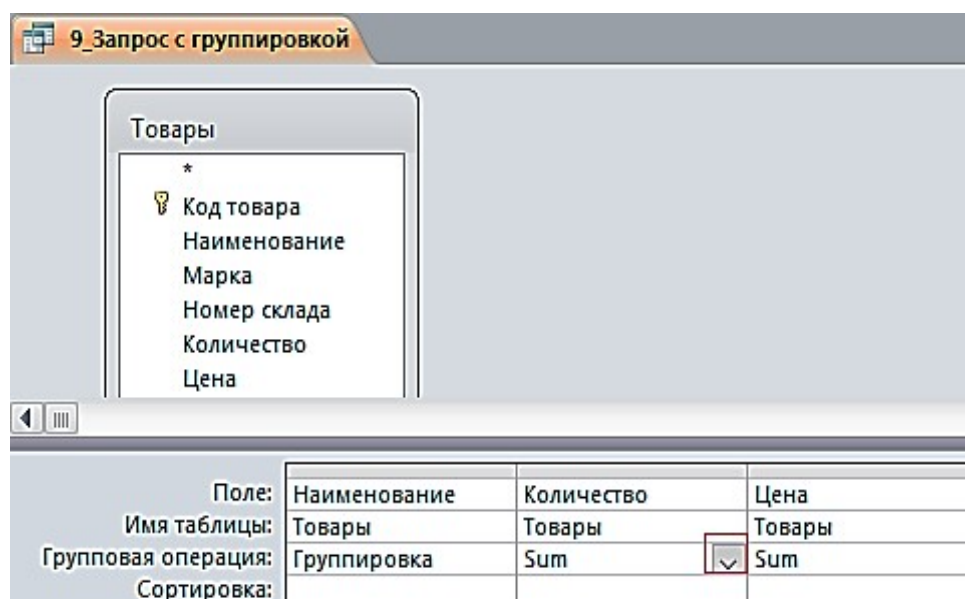 9_Запрос с группировкой
Товары
*
Код товара
Наименование
Марка
Номер склада
Количество
Цена
Поле: Наименование Количество Цена
Имя таблицы: Товары Товары Товары
Групповая операция: Группировка Sum Sum
Сортировка: